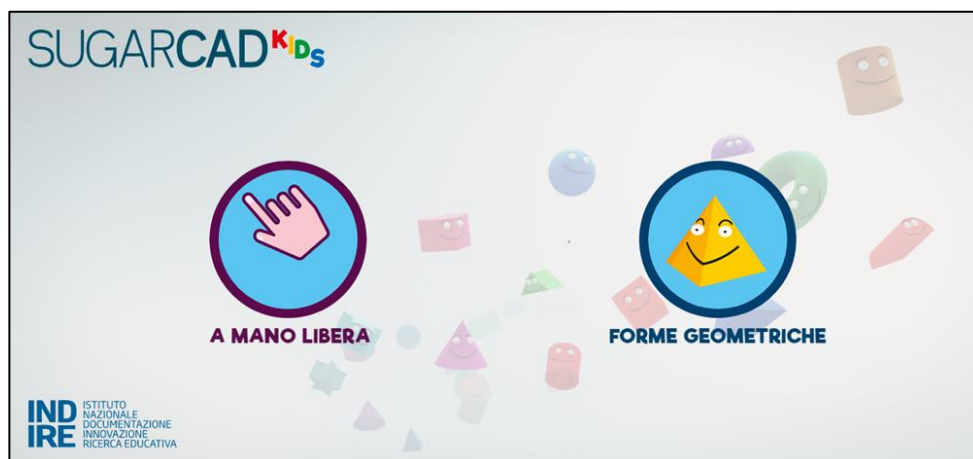 SUGARCAD KIDS
A MANO LIBERA
FORME GEOMETRICHE
IND
IRE
ISTITUTO
NAZIONALE
DOCUMENTAZIONE
INNOVAZIONE
RICERCA EDUCATIVA